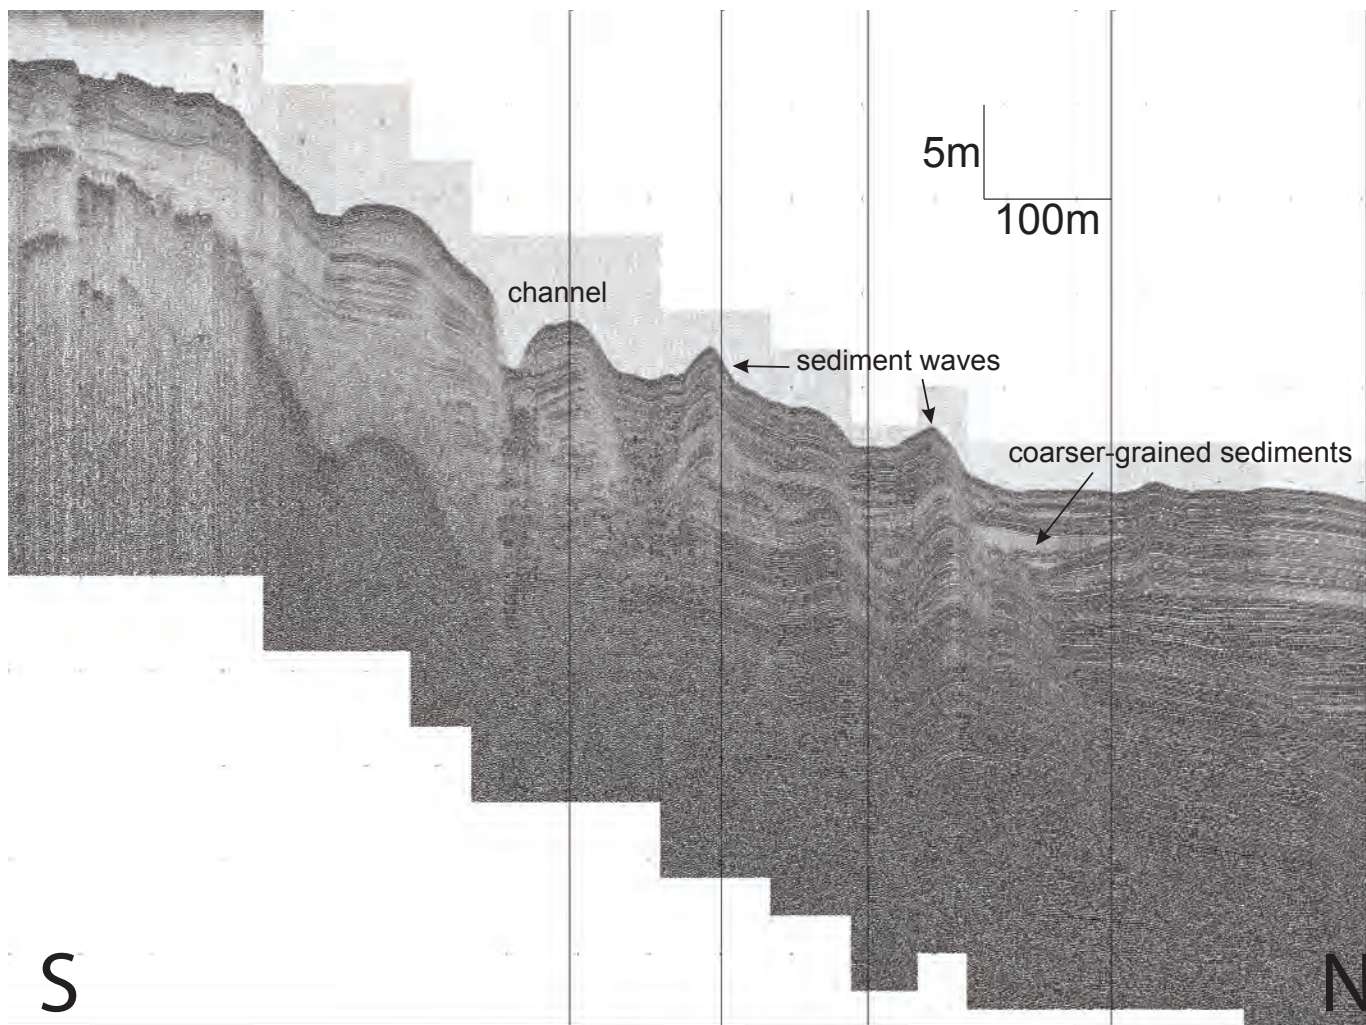 5m
100m
channel
sediment waves
coarser-grained sediments
S
N